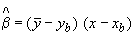 β̂ = (y̅ − y_b) (x − x_b)